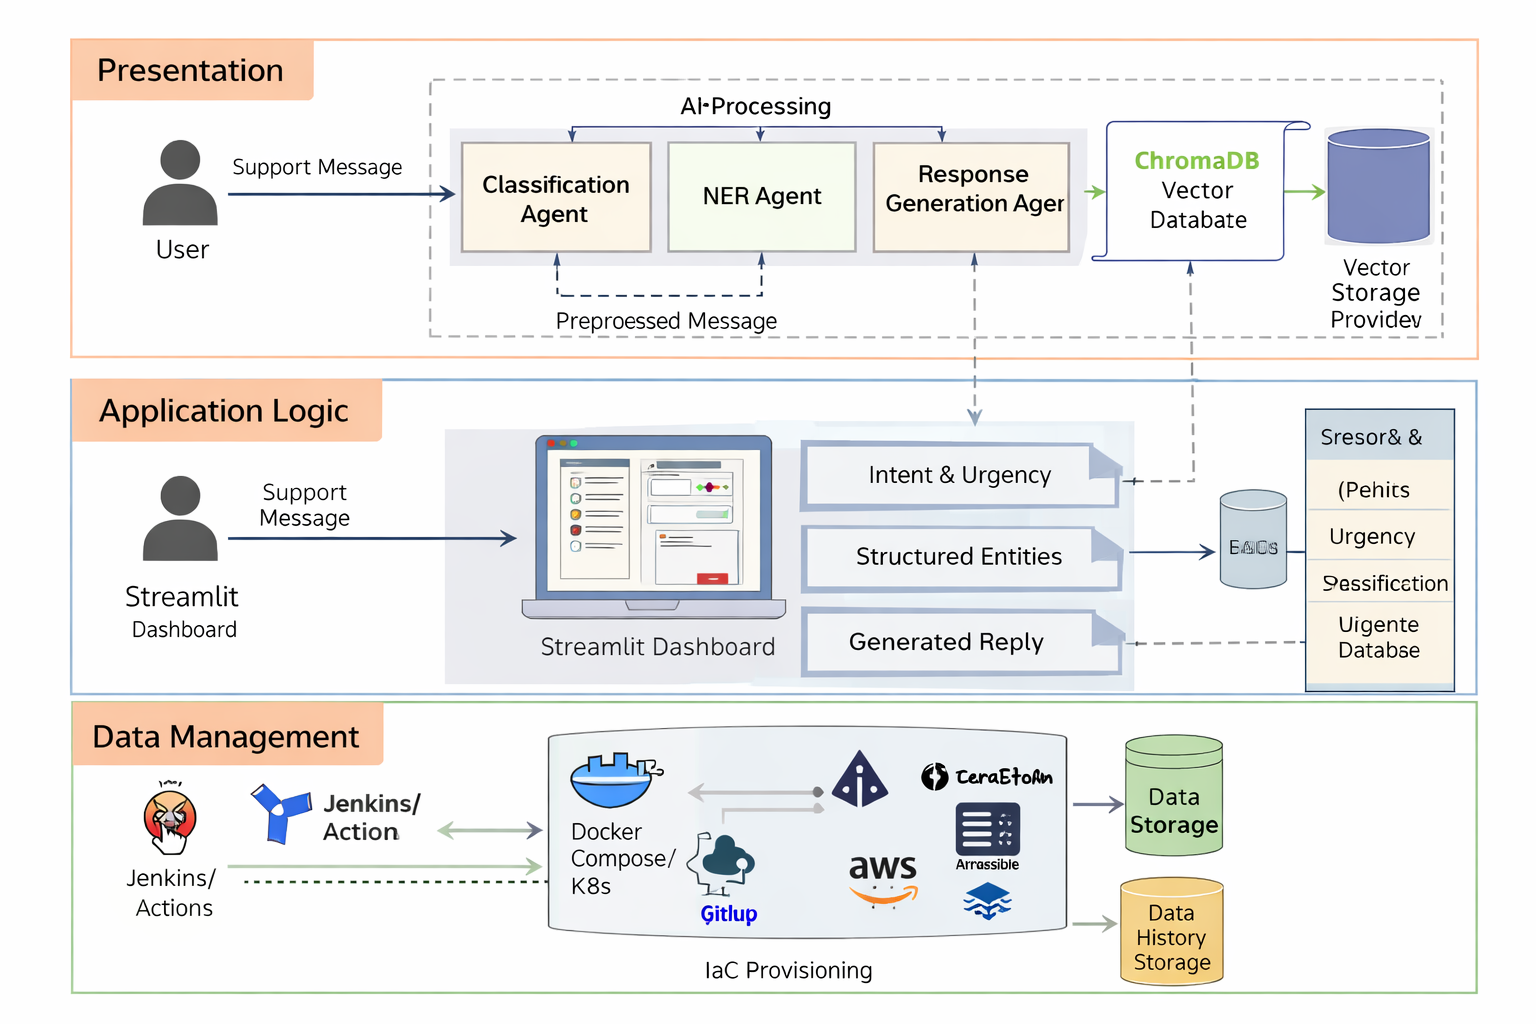 Presentation
AI•Processing
Support Message
User
Classification
Agent
NER Agent
Response
Generation Ager
ChromaDB
Vector
Databate
Vector
Storage
Providev
Preproessed Message
Application Logic
Support
Message
Streamlit
Dashboard
Streamlit Dashboard
Intent & Urgency
Structured Entities
Generated Reply
Sresor& &
(Pehits
Urgency
Sessification
Uigente
Databse
Data Management
Jenkins/
Action
Jenkins/
Actions
Docker
Compose/
K8s
Gitlup
aws
TeraEtoAn
Arrassible
IaC Provisioning
Data
Storage
Data
History
Storage